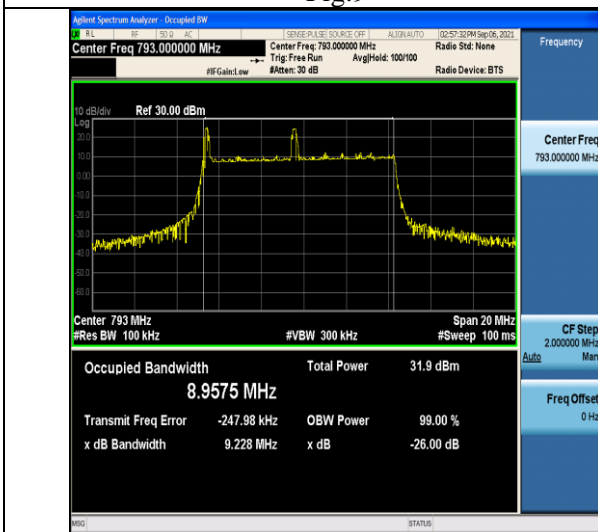 Agilent Spectrum Analyzer - Occupied BW
RL RF 50 Ω AC SENSE:PULSE SOURCE OFF ALIGN AUTO 02:57:32 PM Sep 06, 2021
Center Freq 793.000000 MHz
Center Freq: 793.000000 MHz
Radio Std: None
Trig: Free Run Avg|Hold: 100/100
#IFGain:Low #Atten: 30 dB Radio Device: BTS
Frequency
10 dB/div Ref 30.00 dBm
Log
20.0
10.0
0.00
-10.0
-20.0
-30.0
-40.0
-50.0
-60.0
Center Freq
793.000000 MHz
Center 793 MHz Span 20 MHz
#Res BW 100 kHz #VBW 300 kHz #Sweep 100 ms
CF Step
2.000000 MHz
Auto Man
Occupied Bandwidth Total Power 31.9 dBm
8.9575 MHz
Transmit Freq Error -247.98 kHz OBW Power 99.00 %
x dB Bandwidth 9.228 MHz x dB -26.00 dB
Freq Offset
0 Hz
MSG STATUS